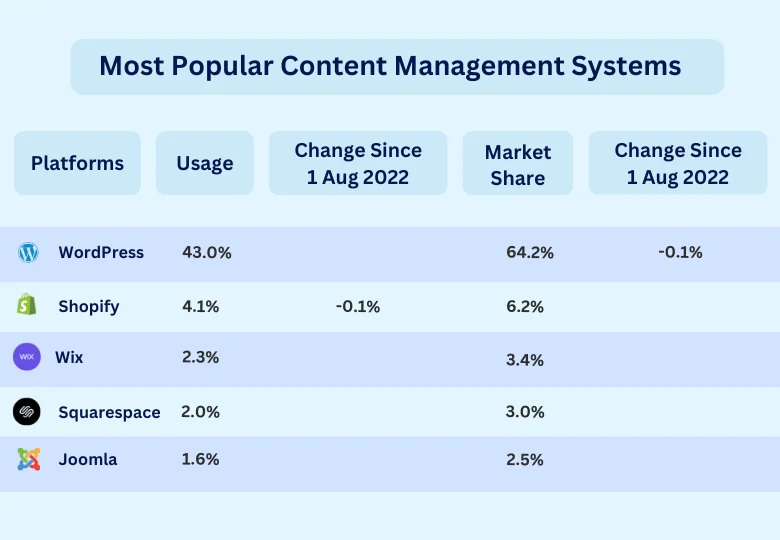 Most Popular Content Management Systems
Platforms Usage Change Since 1 Aug 2022 Market Share Change Since 1 Aug 2022
WordPress 43.0% 64.2% -0.1%
Shopify 4.1% -0.1% 6.2%
WIX Wix 2.3% 3.4%
Squarespace 2.0% 3.0%
Joomla 1.6% 2.5%